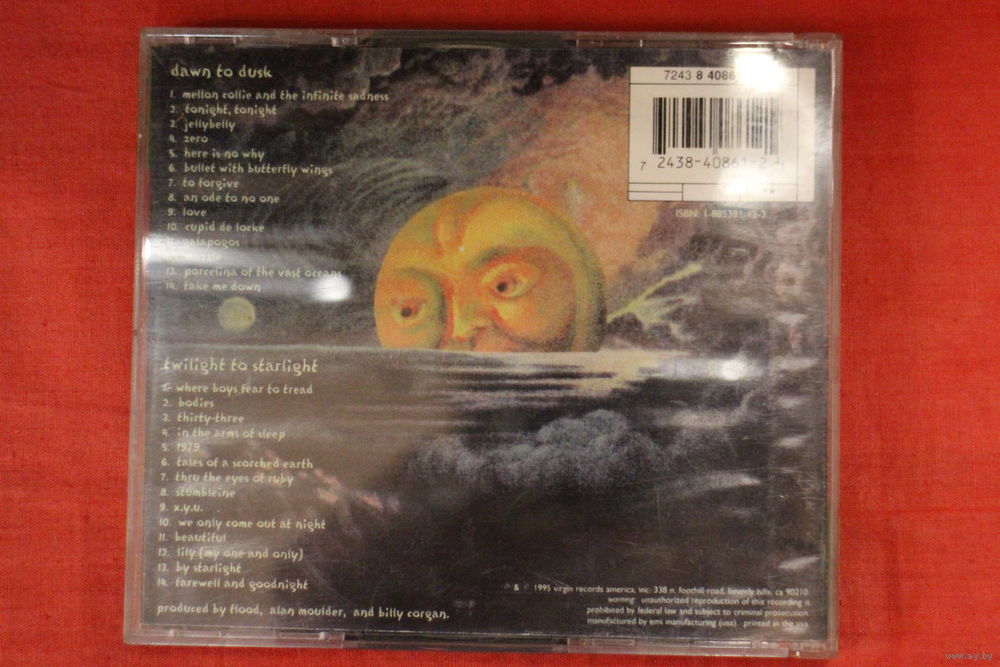 dawn to dusk
1. mellon collie and the infinite sadness
2. tonight, tonight
3. jellybelly
4. zero
5. here is no why
6. bullet with butterfly wings
7. to forgive
8. an ode to no one
9. love
10. cupid de locke
galapogos
muzzle
13. porcelina of the vast oceans
14. take me down
twilight to starlight
1. where boys fear to tread
2. bodies
3. thirty-three
4. in the arms of sleep
5. 1979
6. tales of a scorched earth
7. thru the eyes of ruby
8. stumbleine
9. x.y.u.
10. we only come out at night
11. beautiful
12. lily (my one and only)
13. by starlight
14. farewell and goodnight
produced by flood, alan moulder, and billy corgan.
7243 8 4086
7 2438-40861-2
ISBN: 1-885381-12-3
℗ & © 1995 virgin records america, inc. 338 n. foothill road, beverly hills, ca 90210.
warning: unauthorized reproduction of this recording is
prohibited by federal law and subject to criminal prosecution.
manufactured by emi manufacturing (usa). printed in the usa.
www.ay.by